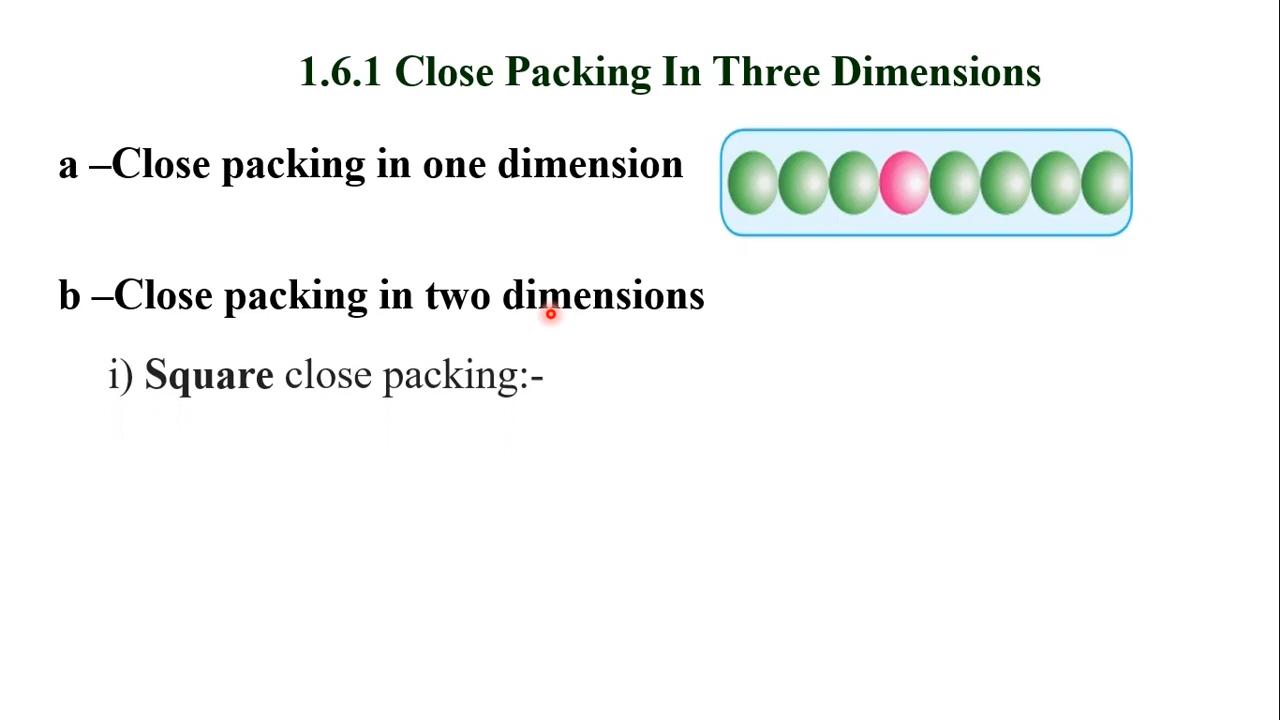 1.6.1 Close Packing In Three Dimensions
a –Close packing in one dimension
b –Close packing in two dimensions
i) Square close packing:-